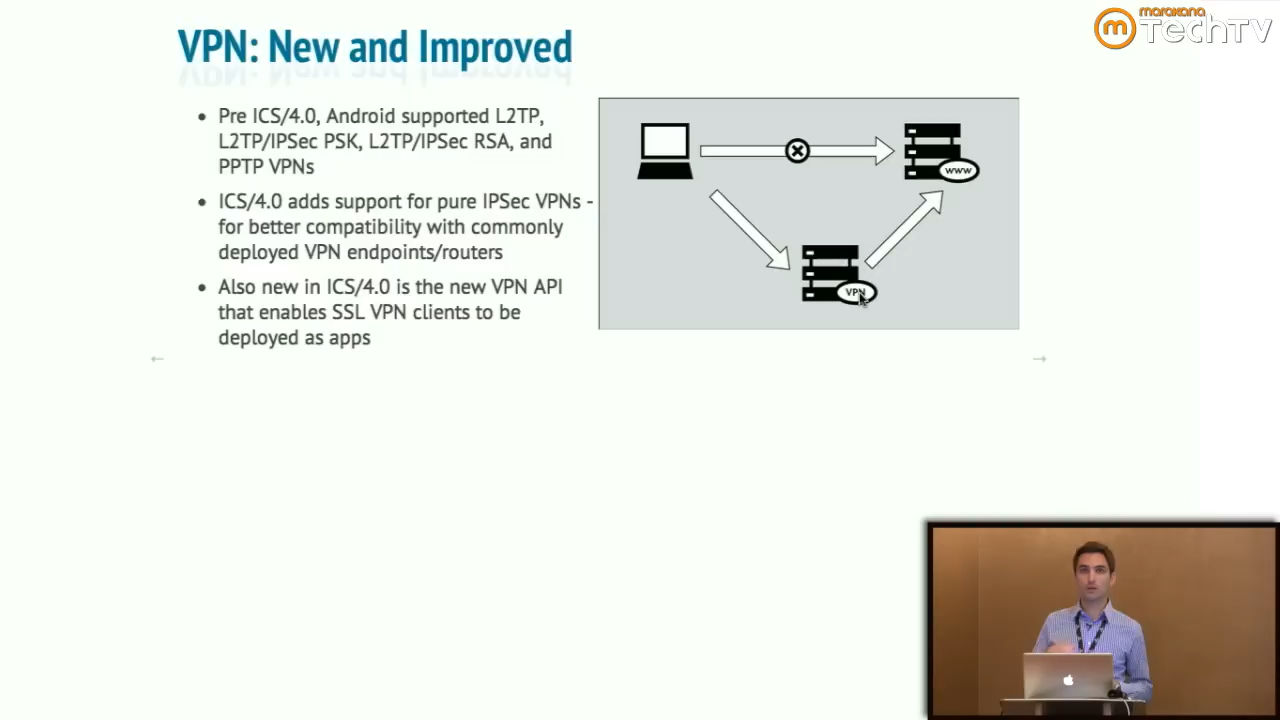 marakana
TechTV
VPN: New and Improved
• Pre ICS/4.0, Android supported L2TP,
L2TP/IPSec PSK, L2TP/IPSec RSA, and
PPTP VPNs
• ICS/4.0 adds support for pure IPSec VPNs -
for better compatibility with commonly
deployed VPN endpoints/routers
• Also new in ICS/4.0 is the new VPN API
that enables SSL VPN clients to be
deployed as apps
www
VPN